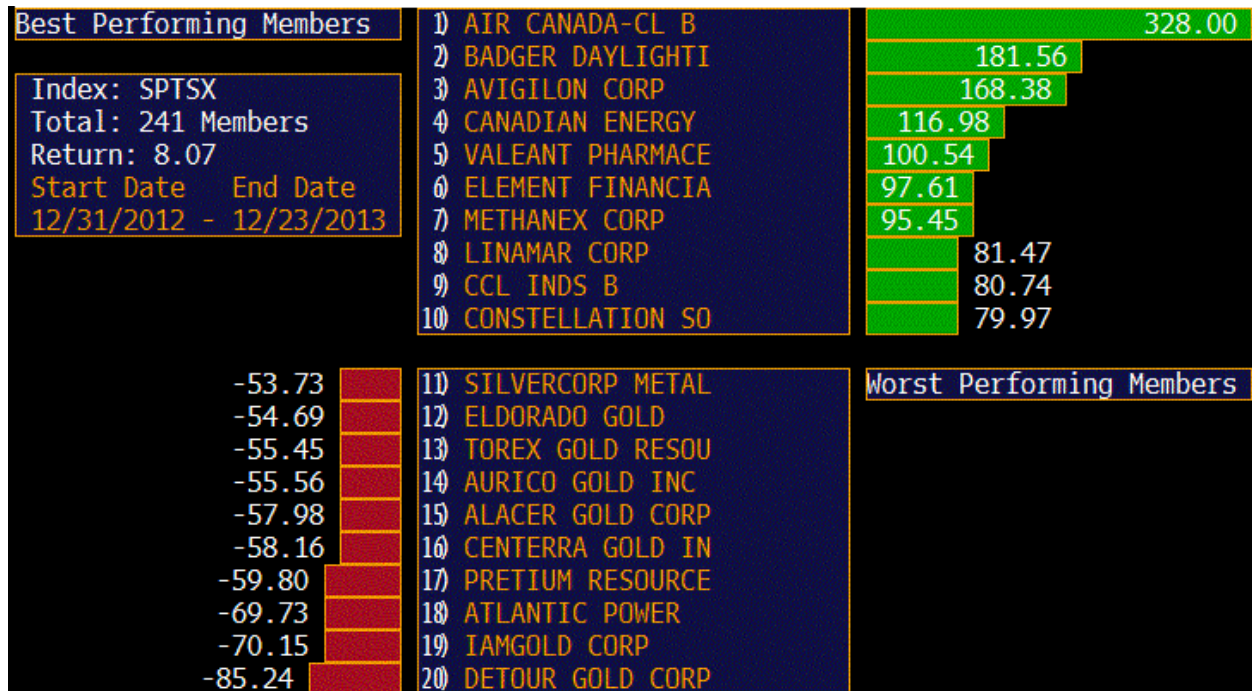 Best Performing Members
Index: SPTSX
Total: 241 Members
Return: 8.07
Start Date End Date
12/31/2012 - 12/23/2013
1) AIR CANADA-CL B 328.00
2) BADGER DAYLIGHTI 181.56
3) AVIGILON CORP 168.38
4) CANADIAN ENERGY 116.98
5) VALEANT PHARMACE 100.54
6) ELEMENT FINANCIA 97.61
7) METHANEX CORP 95.45
8) LINAMAR CORP 81.47
9) CCL INDS B 80.74
10) CONSTELLATION SO 79.97
Worst Performing Members
-53.73 11) SILVERCORP METAL
-54.69 12) ELDORADO GOLD
-55.45 13) TOREX GOLD RESOU
-55.56 14) AURICO GOLD INC
-57.98 15) ALACER GOLD CORP
-58.16 16) CENTERRA GOLD IN
-59.80 17) PRETIUM RESOURCE
-69.73 18) ATLANTIC POWER
-70.15 19) IAMGOLD CORP
-85.24 20) DETOUR GOLD CORP